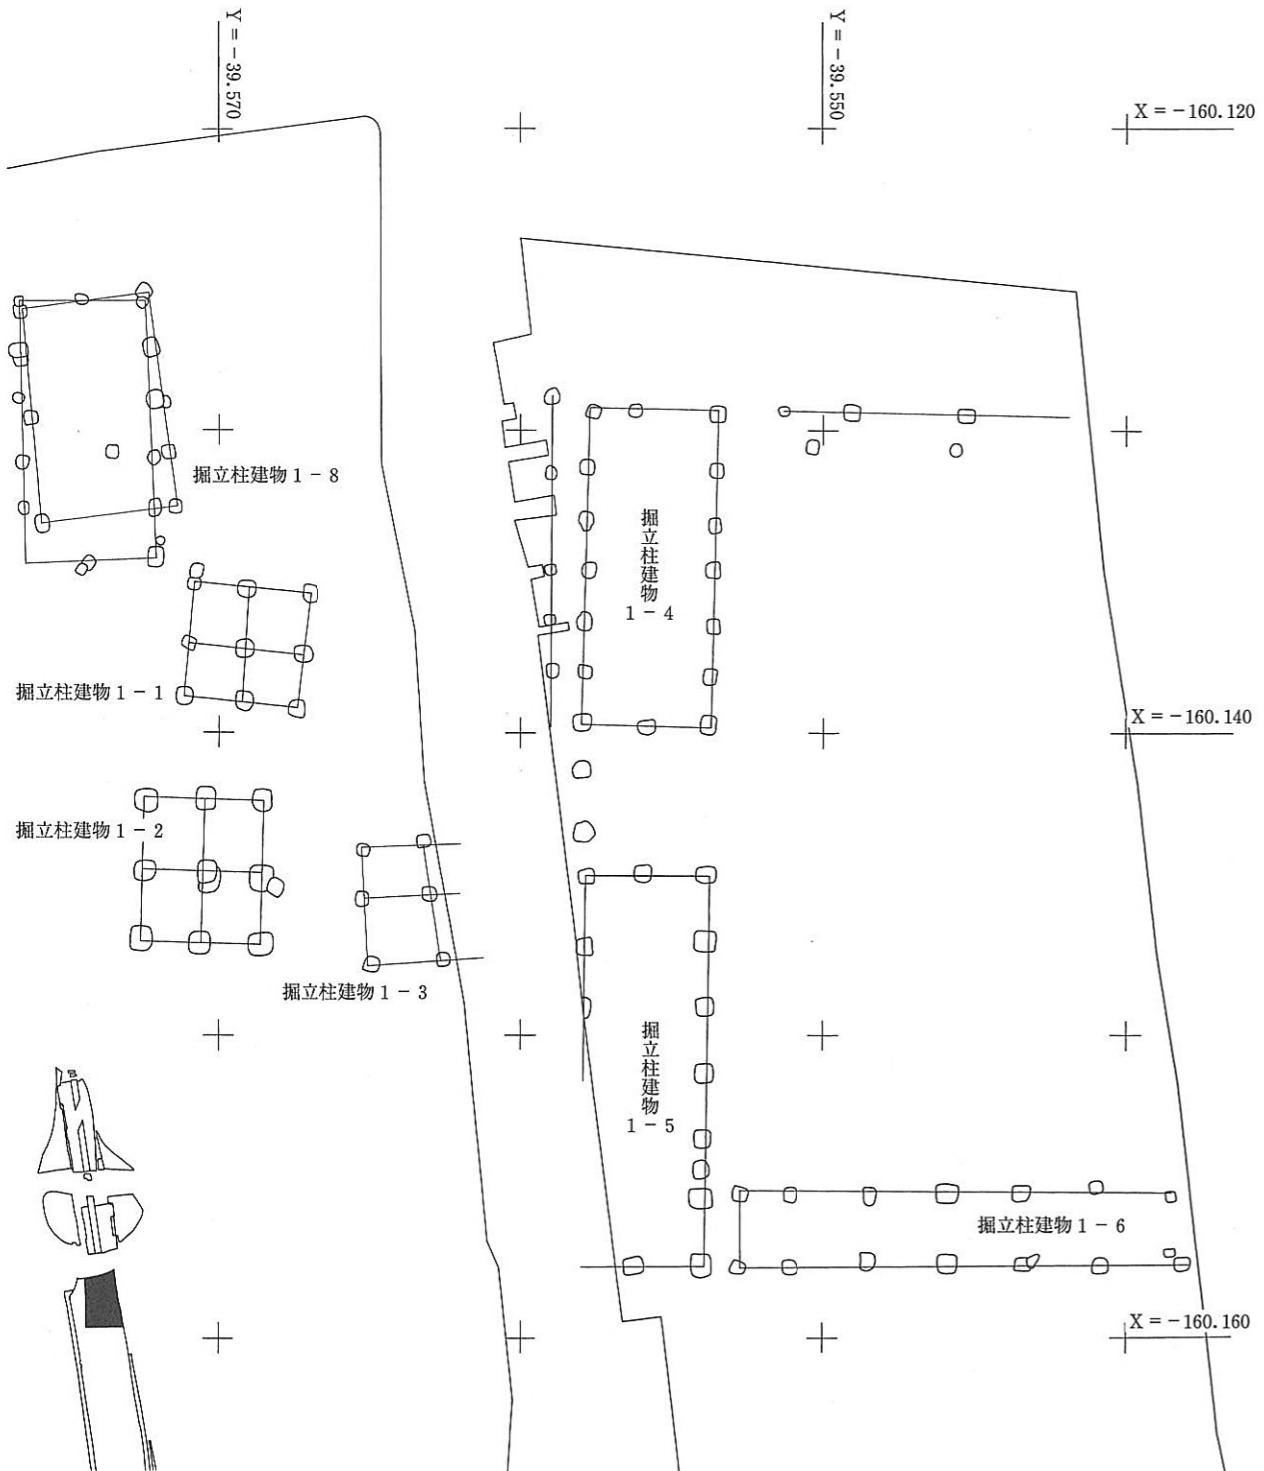 Y = −39.570
Y = −39.550
X = −160.120
掘立柱建物 1 − 8
掘立柱建物
1 − 4
掘立柱建物 1 − 1
X = −160.140
掘立柱建物 1 − 2
掘立柱建物 1 − 3
掘立柱建物
1 − 5
掘立柱建物 1 − 6
X = −160.160